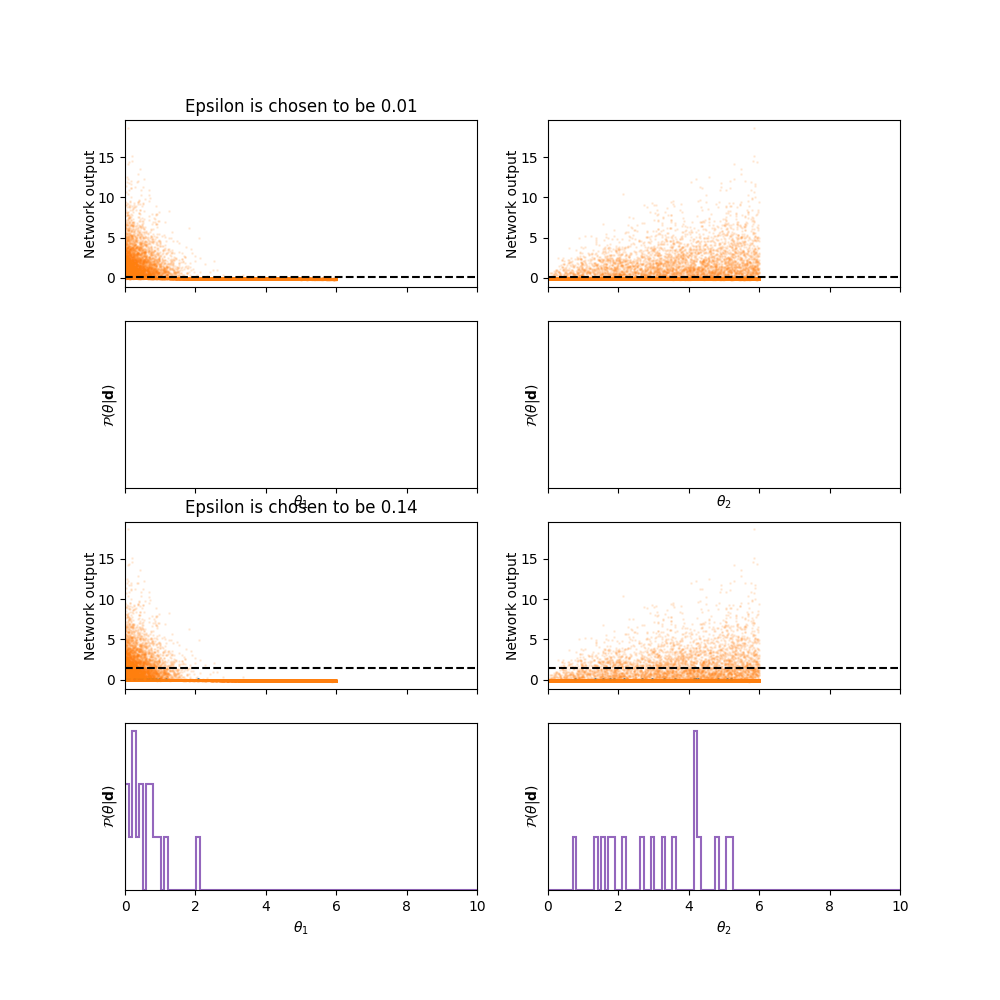 Epsilon is chosen to be 0.01
Network output
15
10
5
0
Network output
15
10
5
0
𝒫(θ|𝐝)
θ₁
𝒫(θ|𝐝)
θ₂
Epsilon is chosen to be 0.14
Network output
15
10
5
0
Network output
15
10
5
0
𝒫(θ|𝐝)
0 2 4 6 8 10
θ₁
𝒫(θ|𝐝)
0 2 4 6 8 10
θ₂